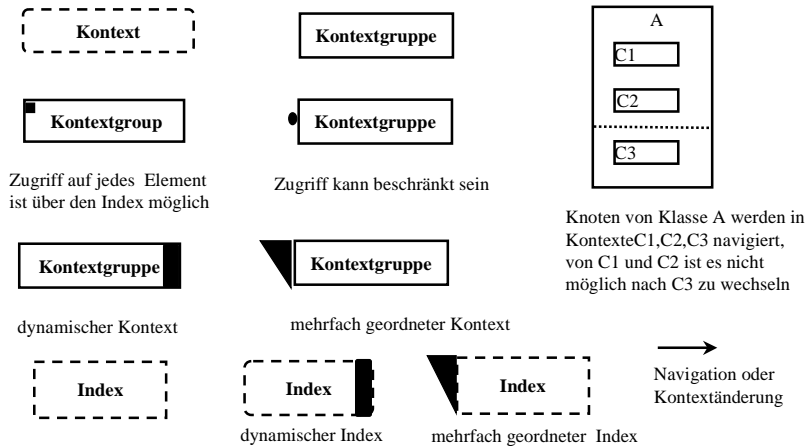 Kontext
Kontextgruppe
A
C1
C2
C3
Kontextgroup
Kontextgruppe
Zugriff auf jedes Element
ist über den Index möglich
Zugriff kann beschränkt sein
Knoten von Klasse A werden in
KontexteC1,C2,C3 navigiert,
von C1 und C2 ist es nicht
möglich nach C3 zu wechseln
Kontextgruppe
Kontextgruppe
dynamischer Kontext
mehrfach geordneter Kontext
Index
Index
Index
Navigation oder
Kontextänderung
dynamischer Index
mehrfach geordneter Index